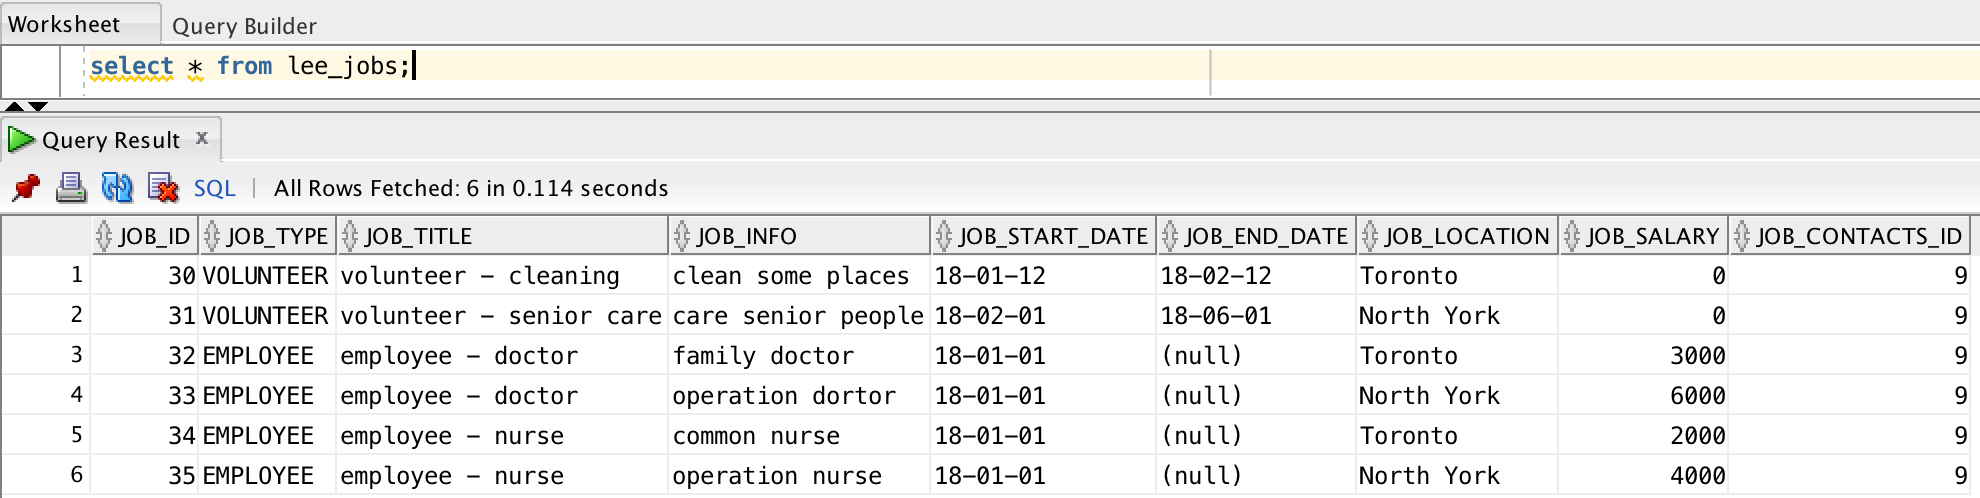 Worksheet Query Builder
select * from lee_jobs;
Query Result x
SQL | All Rows Fetched: 6 in 0.114 seconds
JOB_ID JOB_TYPE JOB_TITLE JOB_INFO JOB_START_DATE JOB_END_DATE JOB_LOCATION JOB_SALARY JOB_CONTACTS_ID
1 30 VOLUNTEER volunteer - cleaning clean some places 18-01-12 18-02-12 Toronto 0 9
2 31 VOLUNTEER volunteer - senior care care senior people 18-02-01 18-06-01 North York 0 9
3 32 EMPLOYEE employee - doctor family doctor 18-01-01 (null) Toronto 3000 9
4 33 EMPLOYEE employee - doctor operation dortor 18-01-01 (null) North York 6000 9
5 34 EMPLOYEE employee - nurse common nurse 18-01-01 (null) Toronto 2000 9
6 35 EMPLOYEE employee - nurse operation nurse 18-01-01 (null) North York 4000 9